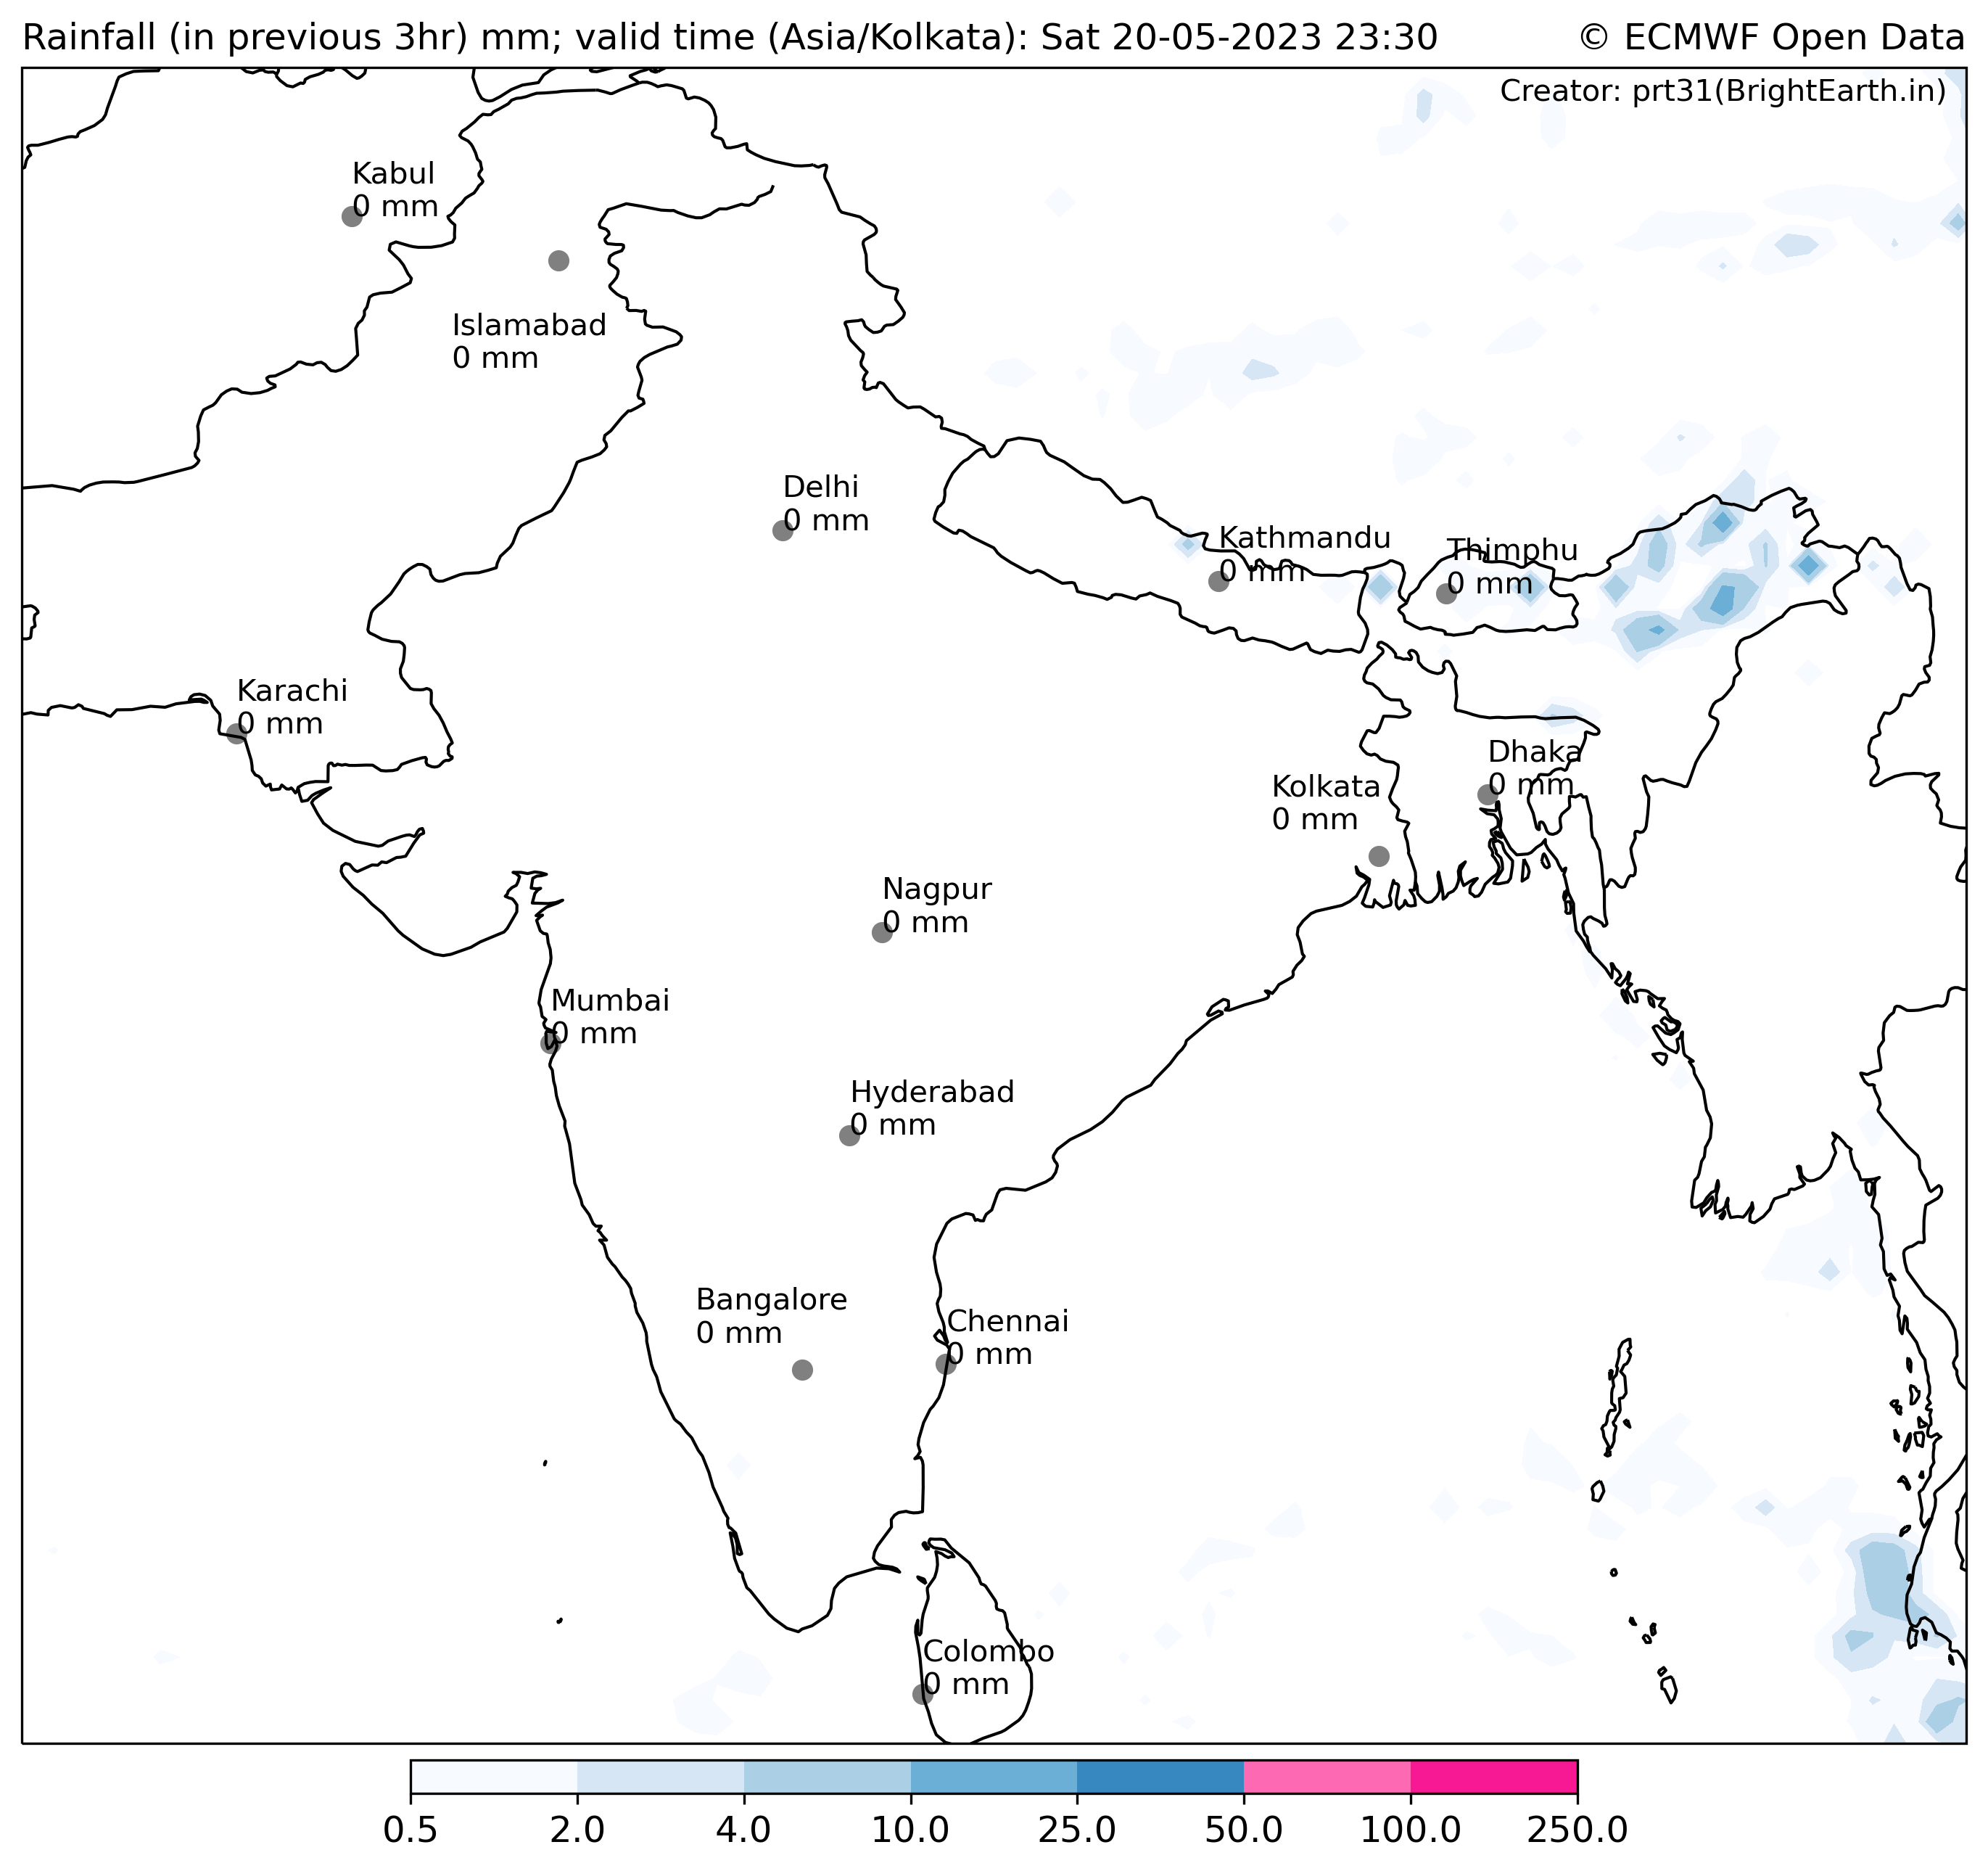 Rainfall (in previous 3hr) mm; valid time (Asia/Kolkata): Sat 20-05-2023 23:30
© ECMWF Open Data
Creator: prt31(BrightEarth.in)
Kabul
0 mm
Islamabad
0 mm
Delhi
0 mm
Kathmandu
0 mm
Thimphu
0 mm
Karachi
0 mm
Dhaka
0 mm
Kolkata
0 mm
Nagpur
0 mm
Mumbai
0 mm
Hyderabad
0 mm
Bangalore
0 mm
Chennai
0 mm
Colombo
0 mm
0.5 2.0 4.0 10.0 25.0 50.0 100.0 250.0